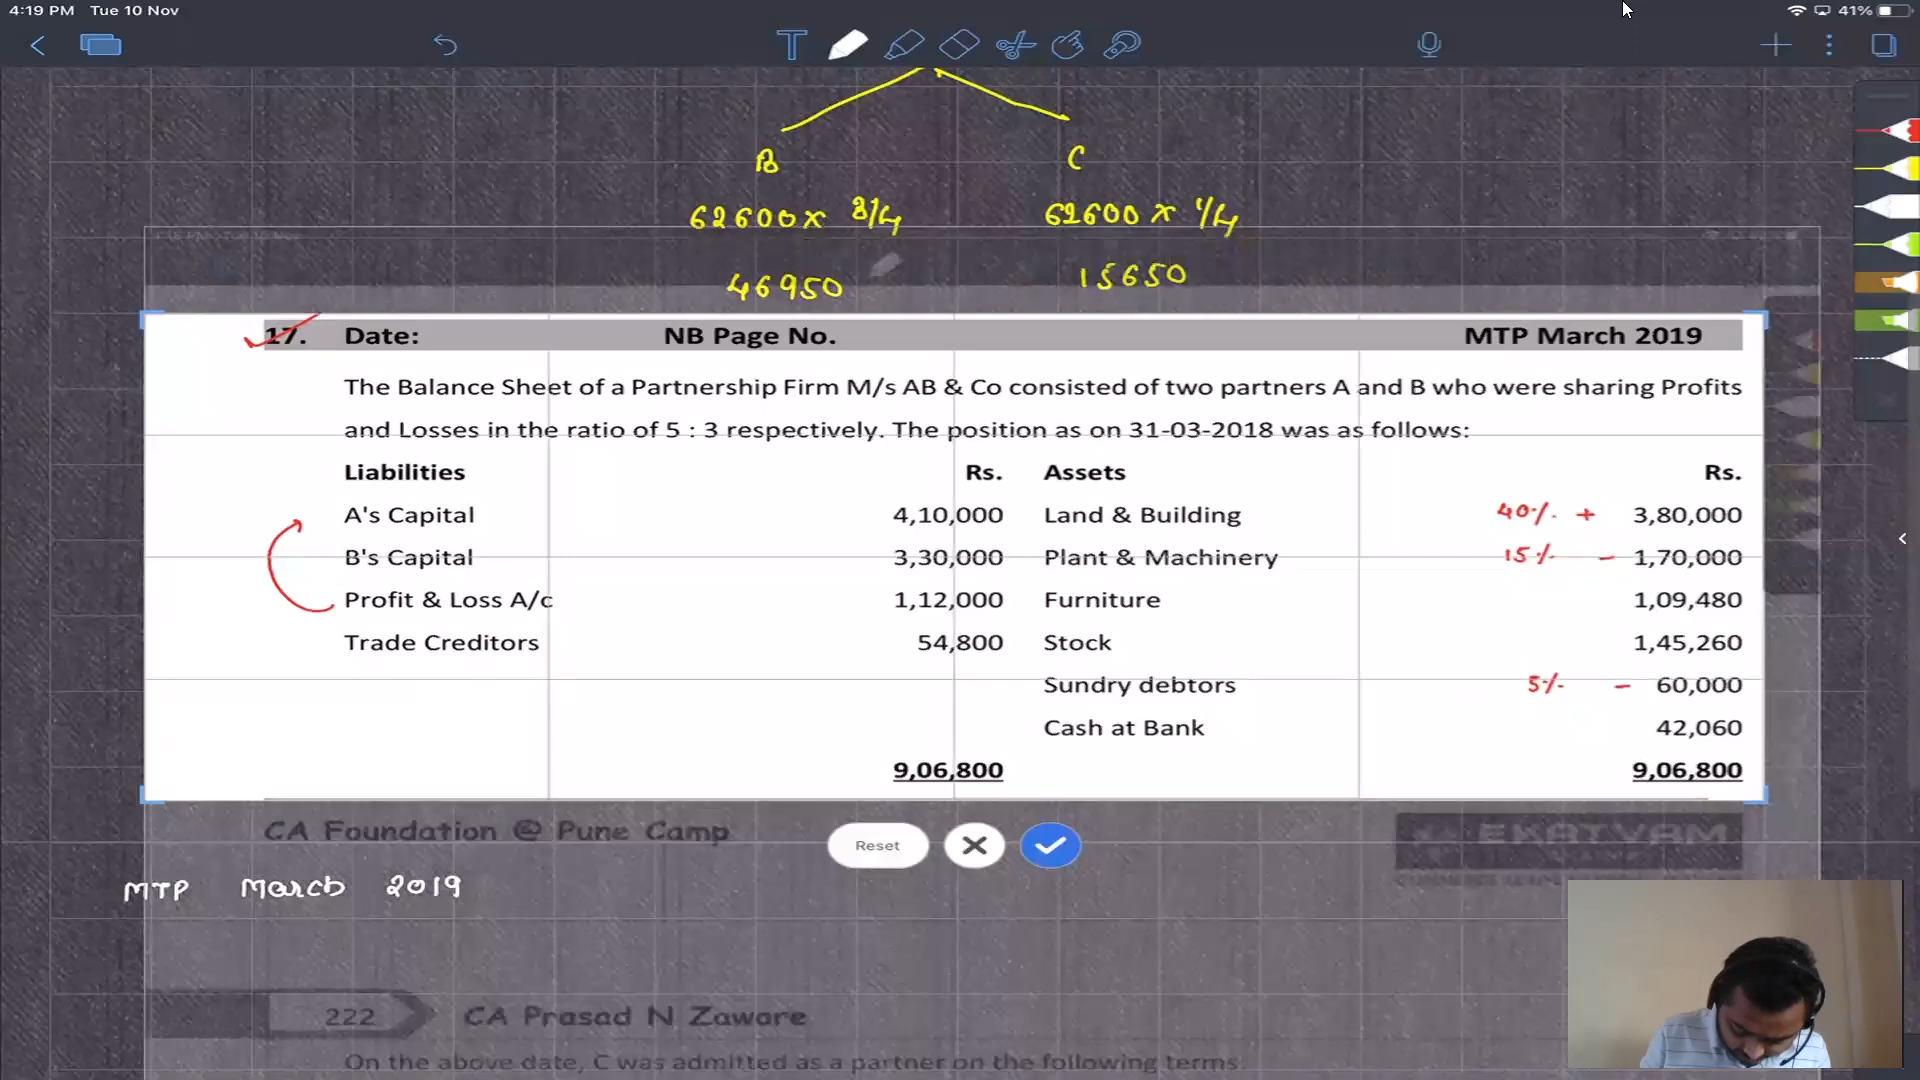 4:19 PM Tue 10 Nov
41%
B C
62600 x 3/4 62600 x 1/4
46950 15650
17. Date: NB Page No. MTP March 2019
The Balance Sheet of a Partnership Firm M/s AB & Co consisted of two partners A and B who were sharing Profits
and Losses in the ratio of 5 : 3 respectively. The position as on 31-03-2018 was as follows:
Liabilities Rs. Assets Rs.
A's Capital 4,10,000 Land & Building 40% + 3,80,000
B's Capital 3,30,000 Plant & Machinery 15% - 1,70,000
Profit & Loss A/c 1,12,000 Furniture 1,09,480
Trade Creditors 54,800 Stock 1,45,260
Sundry debtors 5% - 60,000
Cash at Bank 42,060
9,06,800 9,06,800
CA Foundation @ Pune Camp EKATVAM
Reset
MTP March 2019
222 CA Prasad N Zaware
On the above date, C was admitted as a partner on the following terms: